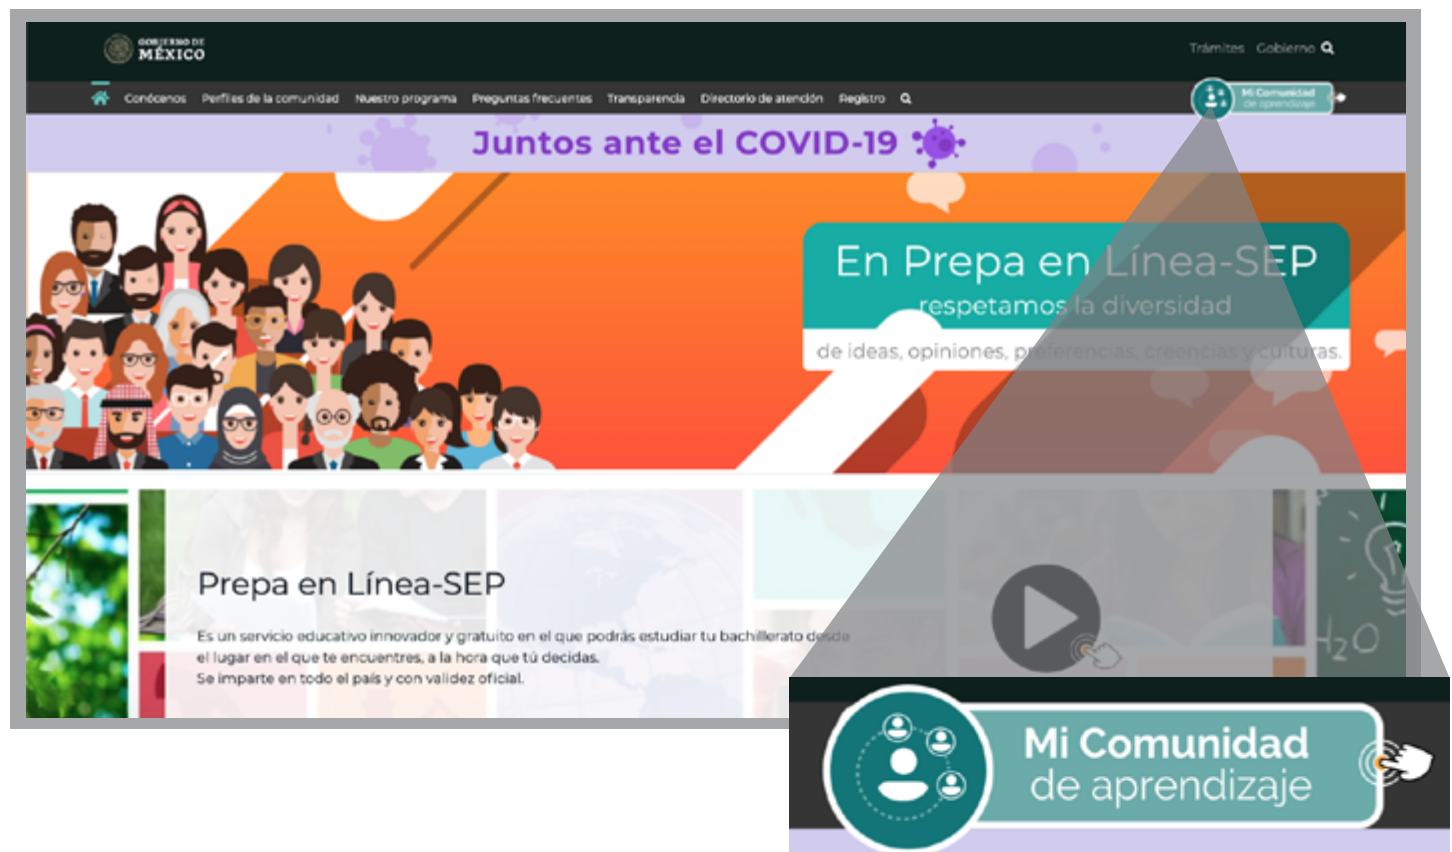 GOBIERNO DE
MÉXICO
Trámites Gobierno
Conócenos Perfiles de la comunidad Nuestro programa Preguntas frecuentes Transparencia Directorio de atención Registro
Mi Comunidad
de aprendizaje
Juntos ante el COVID-19
En Prepa en Línea-SEP
respetamos la diversidad
de ideas, opiniones, preferencias, creencias y culturas.
Prepa en Línea-SEP
Es un servicio educativo innovador y gratuito en el que podrás estudiar tu bachillerato desde
el lugar en el que te encuentres, a la hora que tú decidas.
Se imparte en todo el país y con validez oficial.
H₂O
Mi Comunidad
de aprendizaje